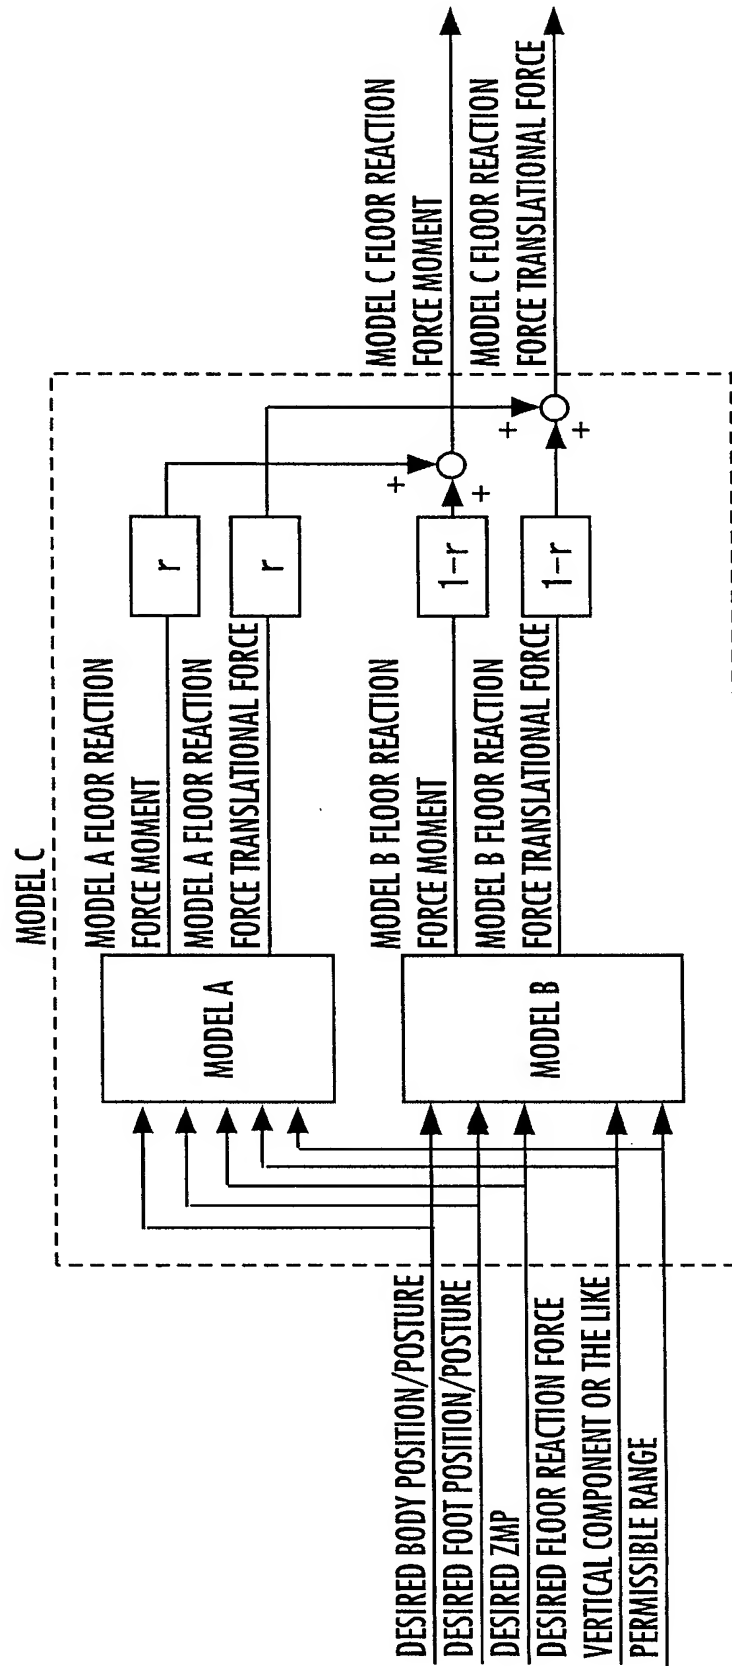 MODEL C
DESIRED BODY POSITION/POSTURE
DESIRED FOOT POSITION/POSTURE
DESIRED ZMP
DESIRED FLOOR REACTION FORCE
VERTICAL COMPONENT OR THE LIKE
PERMISSIBLE RANGE
MODEL A
MODEL B
MODEL A FLOOR REACTION
FORCE MOMENT
MODEL A FLOOR REACTION
FORCE TRANSLATIONAL FORCE
MODEL B FLOOR REACTION
FORCE MOMENT
MODEL B FLOOR REACTION
FORCE TRANSLATIONAL FORCE
r
r
1-r
1-r
+
+
+
+
MODEL C FLOOR REACTION
FORCE MOMENT
MODEL C FLOOR REACTION
FORCE TRANSLATIONAL FORCE